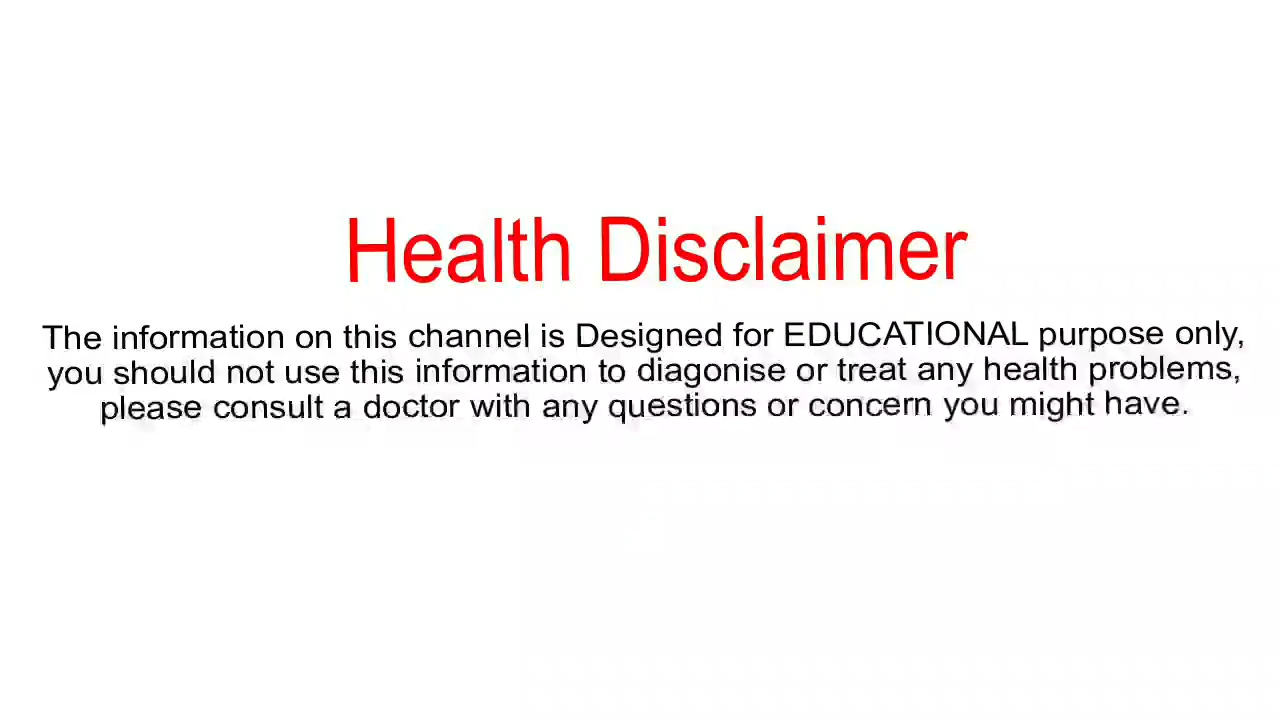 Health Disclaimer
The information on this channel is Designed for EDUCATIONAL purpose only,
you should not use this information to diagonise or treat any health problems,
please consult a doctor with any questions or concern you might have.